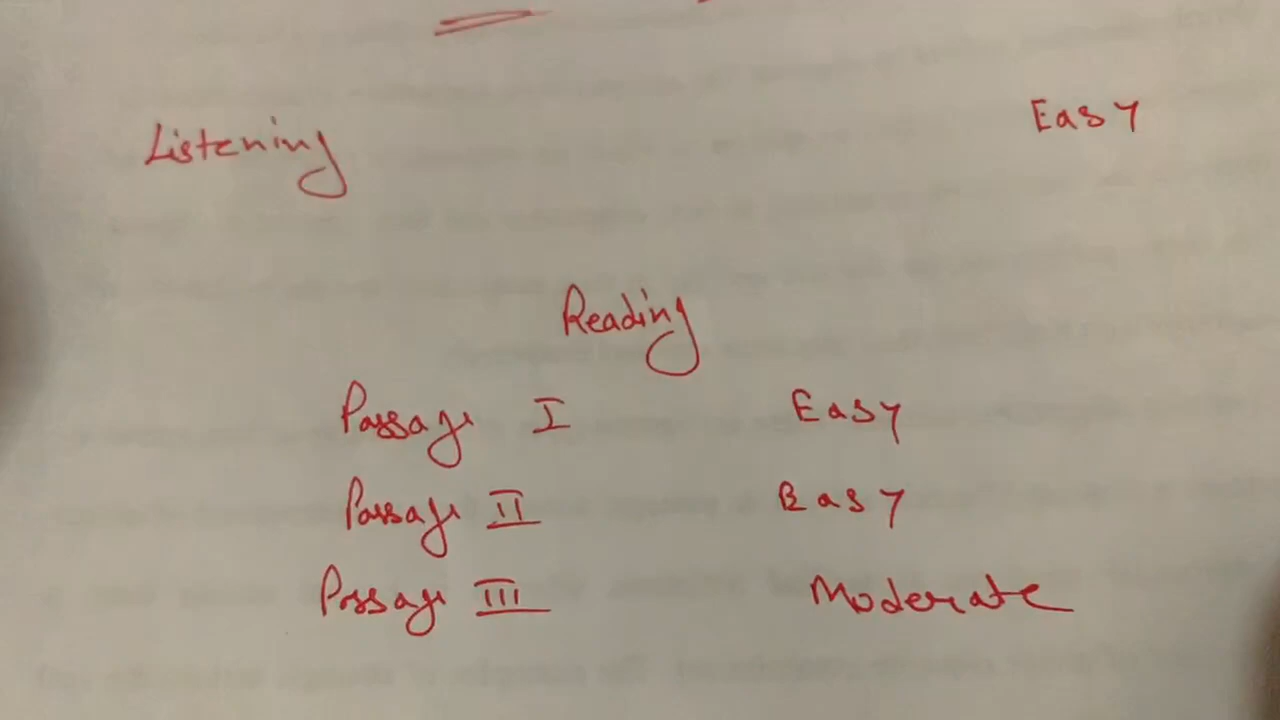 Listening Easy
Reading
Passage I Easy
Passage II Easy
Passage III Moderate